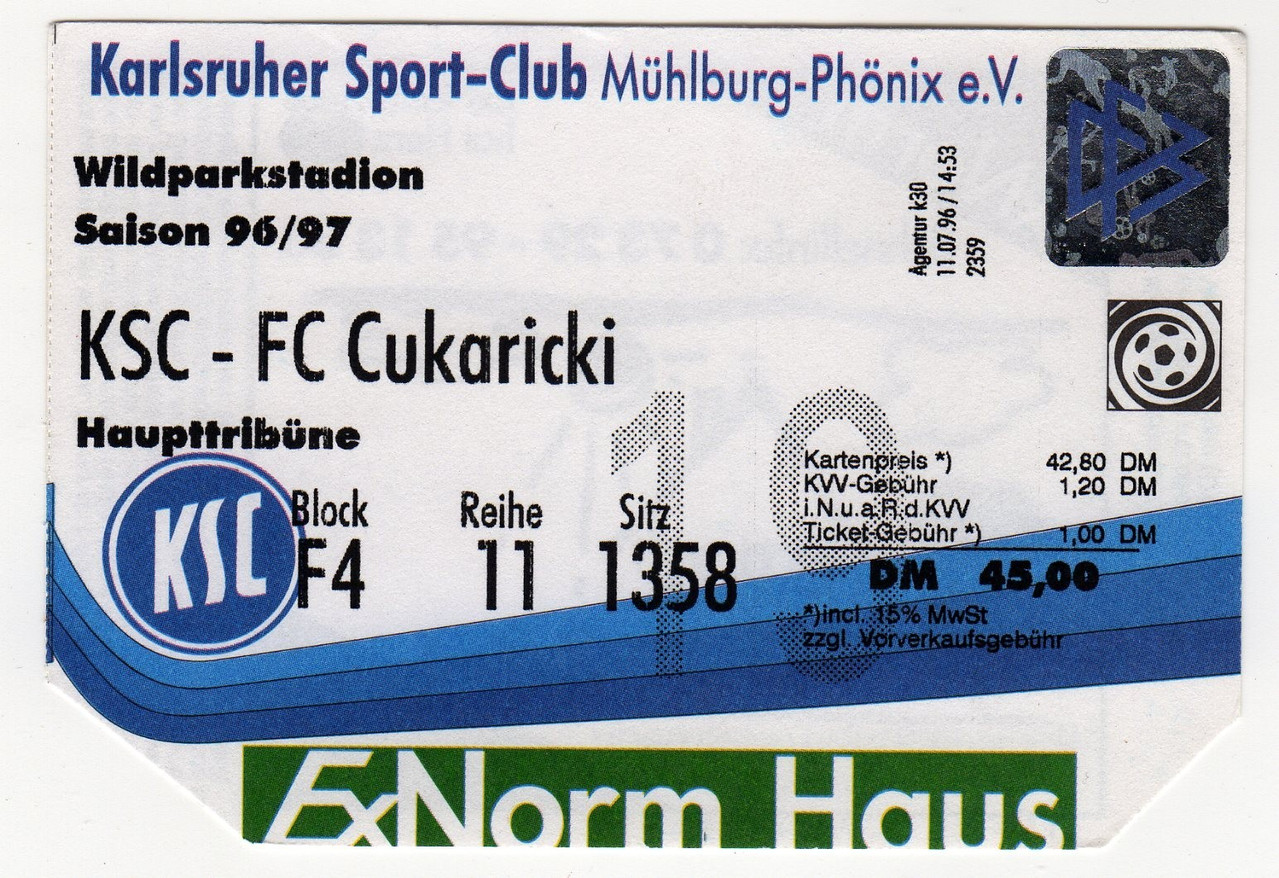 Karlsruher Sport-Club Mühlburg-Phönix e.V.
Wildparkstadion
Saison 96/97
Agentur k30
11.07.96/14:53
2359
KSC - FC Cukaricki
Haupttribüne
KSC
Block Reihe Sitz
F4 11 1358
Kartenpreis *) 42,80 DM
KVV-Gebühr 1,20 DM
i.N.u.a.R.d.KVV
Ticket-Gebühr *) 1,00 DM
DM 45,00
*)incl. 15% MwSt
zzgl. Vorverkaufsgebühr
ExNorm Haus